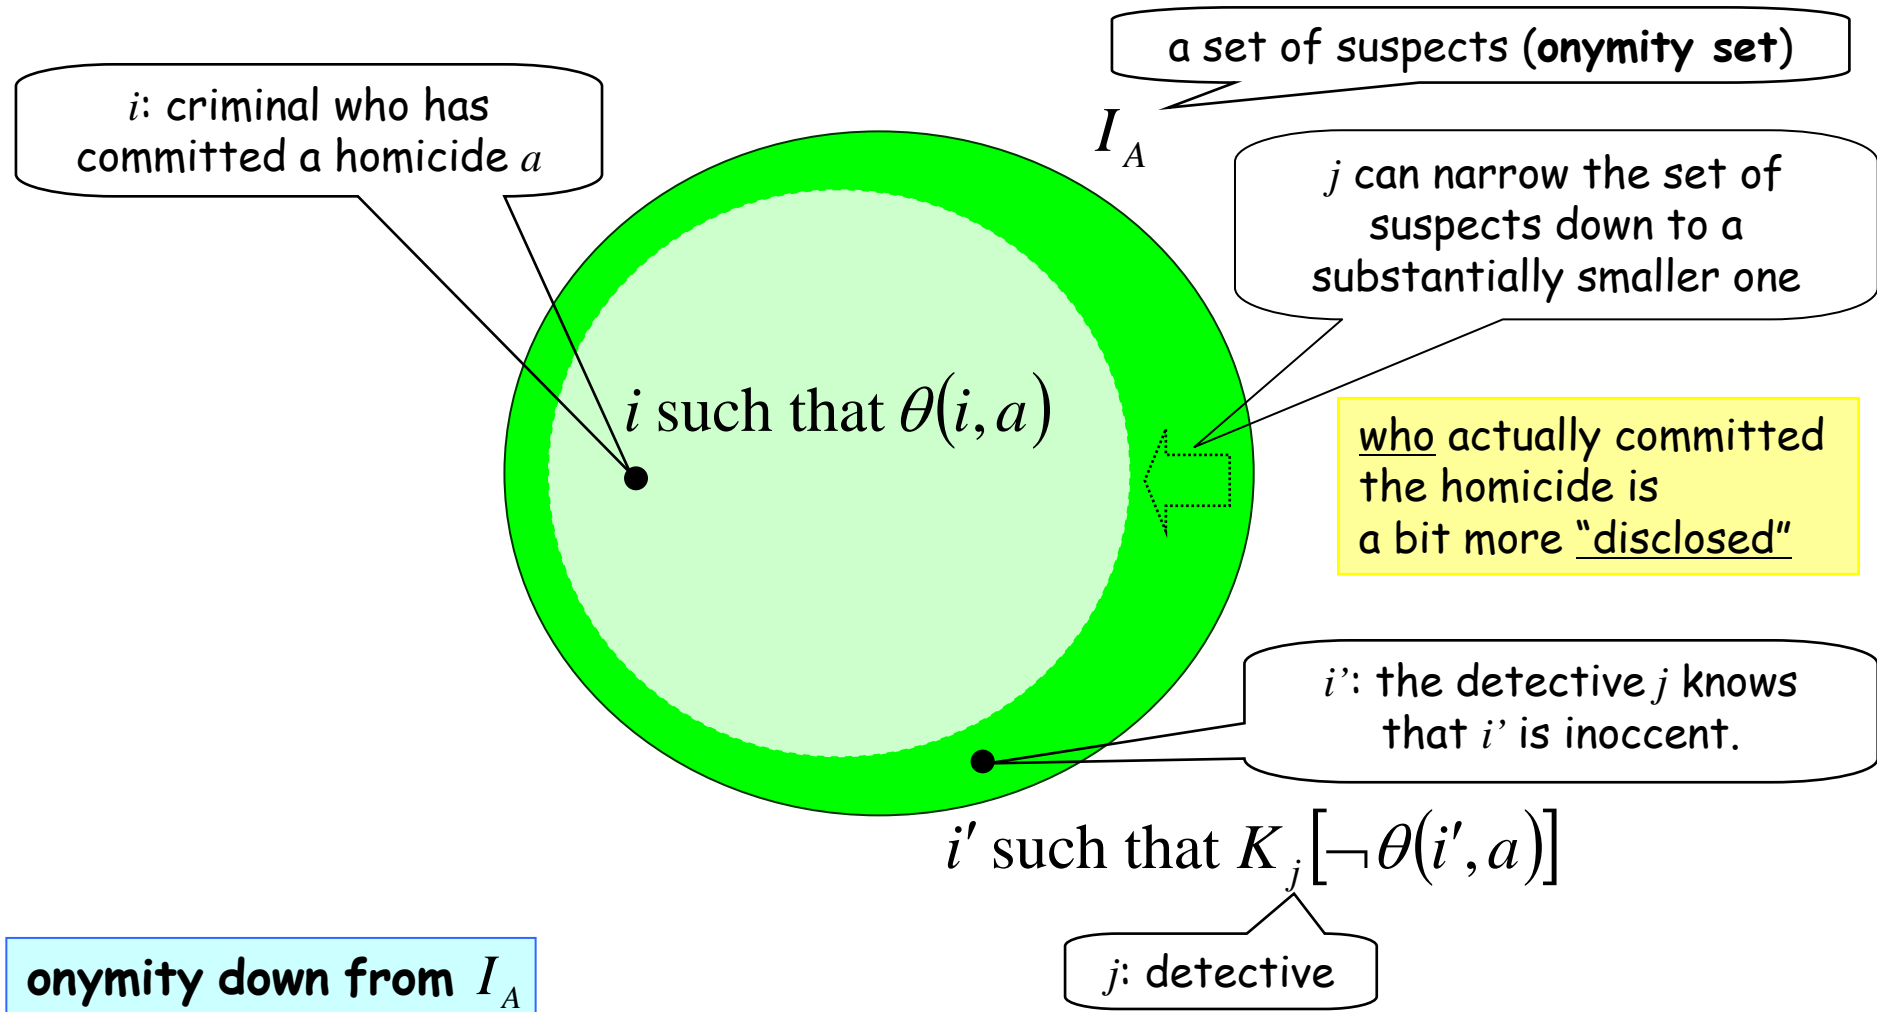 a set of suspects (onymity set)
i: criminal who has
committed a homicide a
I_A
j can narrow the set of
suspects down to a
substantially smaller one
i such that θ(i, a)
who actually committed
the homicide is
a bit more “disclosed”
i’: the detective j knows
that i’ is inoccent.
i′ such that K_j[¬θ(i′, a)]
j: detective
onymity down from I_A